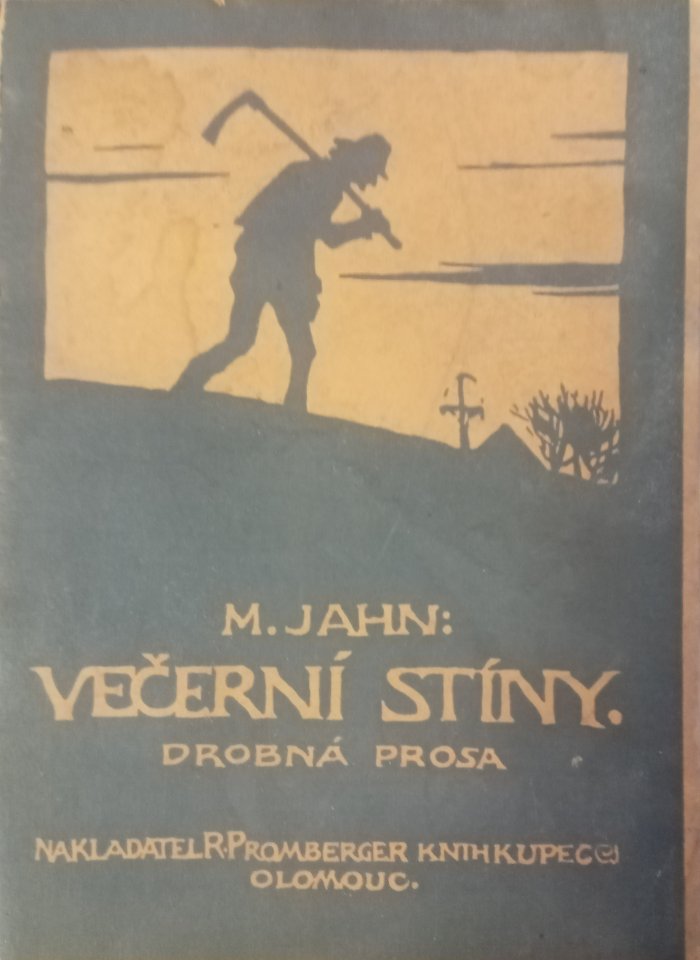 M. JAHN:
VEČERNÍ STÍNY.
DROBNÁ PROSA
NAKLADATEL R. PROMBERGER KNIHKUPEC
OLOMOUC.